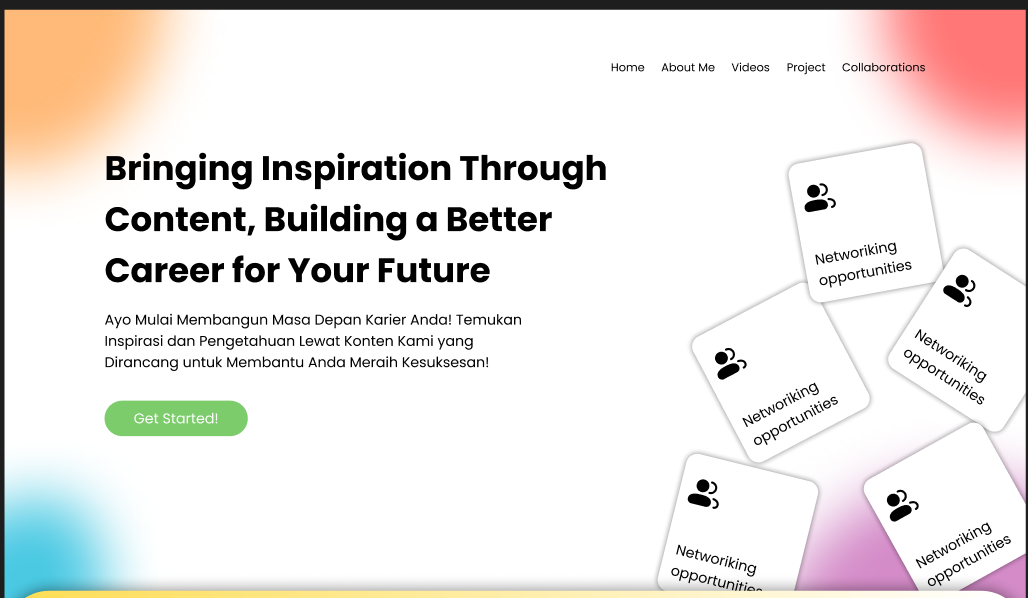 Home About Me Videos Project Collaborations
Bringing Inspiration Through
Content, Building a Better
Career for Your Future
Ayo Mulai Membangun Masa Depan Karier Anda! Temukan
Inspirasi dan Pengetahuan Lewat Konten Kami yang
Dirancang untuk Membantu Anda Meraih Kesuksesan!
Get Started!
Networiking
opportunities
Networiking
opportunities
Networiking
opportunities
Networiking
opportunities
Networiking
opportunities